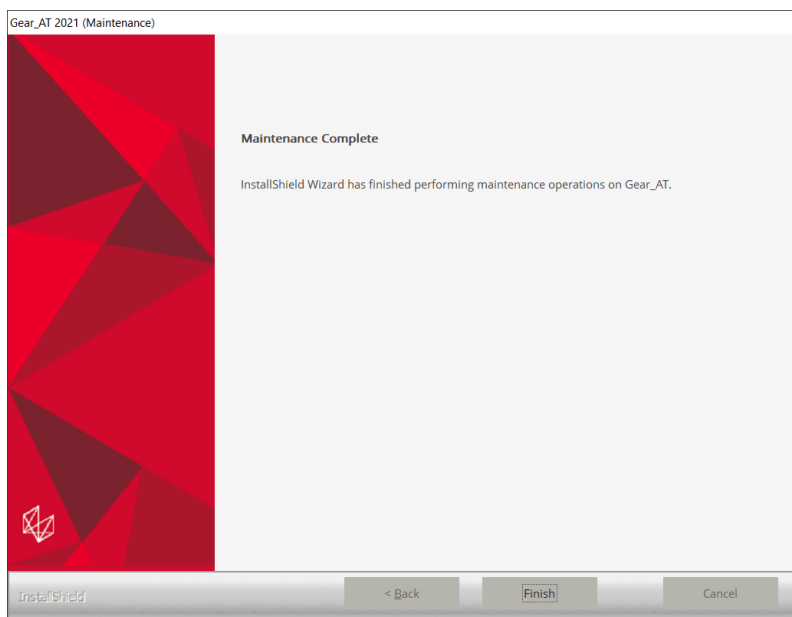 Gear_AT 2021 (Maintenance)
Maintenance Complete
InstallShield Wizard has finished performing maintenance operations on Gear_AT.
InstallShield
< Back
Finish
Cancel